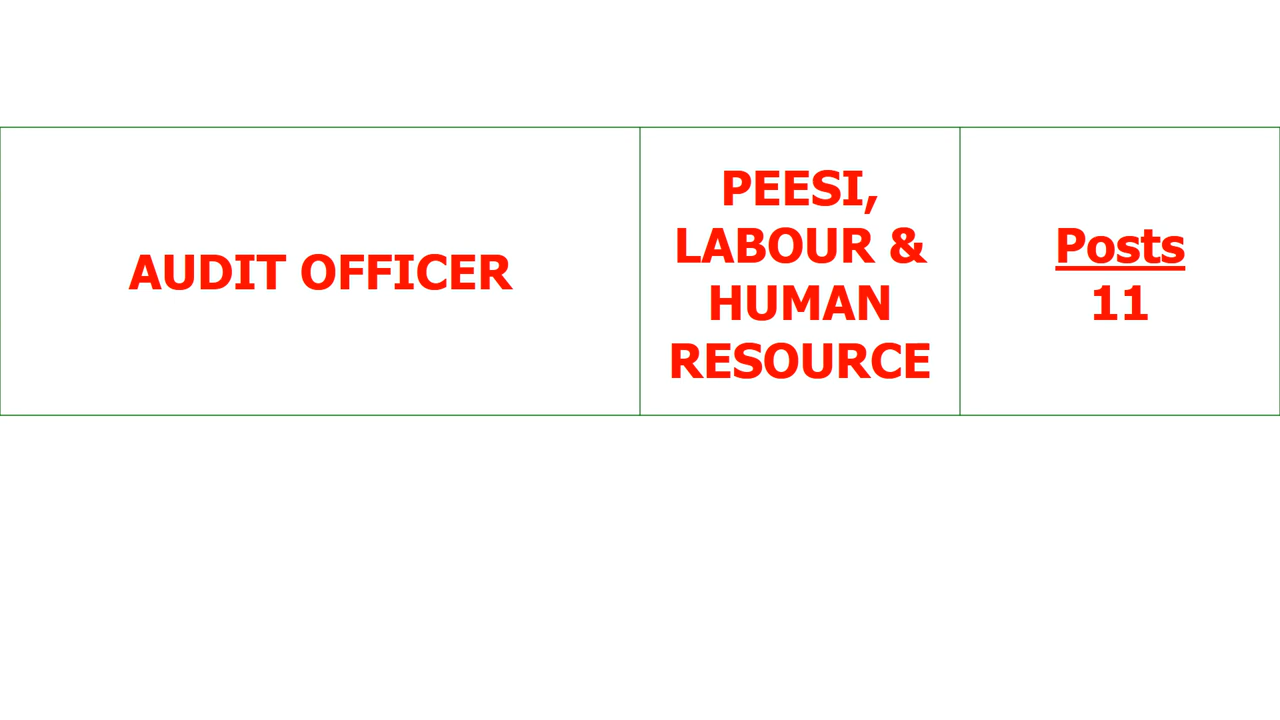 AUDIT OFFICER
PEESI,
LABOUR &
HUMAN
RESOURCE
Posts
11